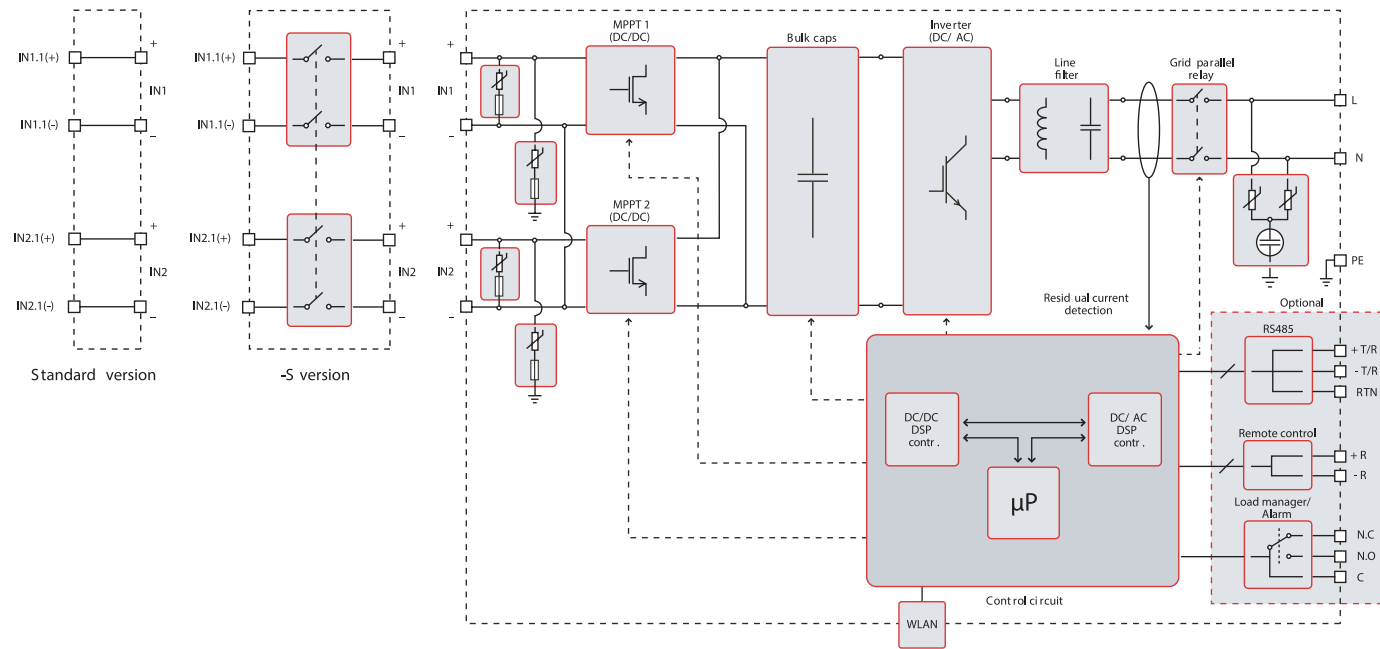 IN1.1(+)
+
IN1
IN1.1(-)
–
IN2.1(+)
+
IN2
IN2.1(-)
–
Standard version
IN1.1(+)
+
IN1
IN1.1(-)
–
IN2.1(+)
+
IN2
IN2.1(-)
–
-S version
+
IN1
–
+
IN2
–
MPPT 1
(DC/DC)
MPPT 2
(DC/DC)
Bulk caps
Inverter
(DC/ AC)
Line
filter
Grid parallel
relay
L
N
PE
Resid ual current
detection
Optional
RS485
+ T/R
- T/R
RTN
Remote control
+ R
- R
Load manager/
Alarm
N.C
N.O
C
DC/DC
DSP
contr .
DC/ AC
DSP
contr .
µP
Control ci rcuit
WLAN